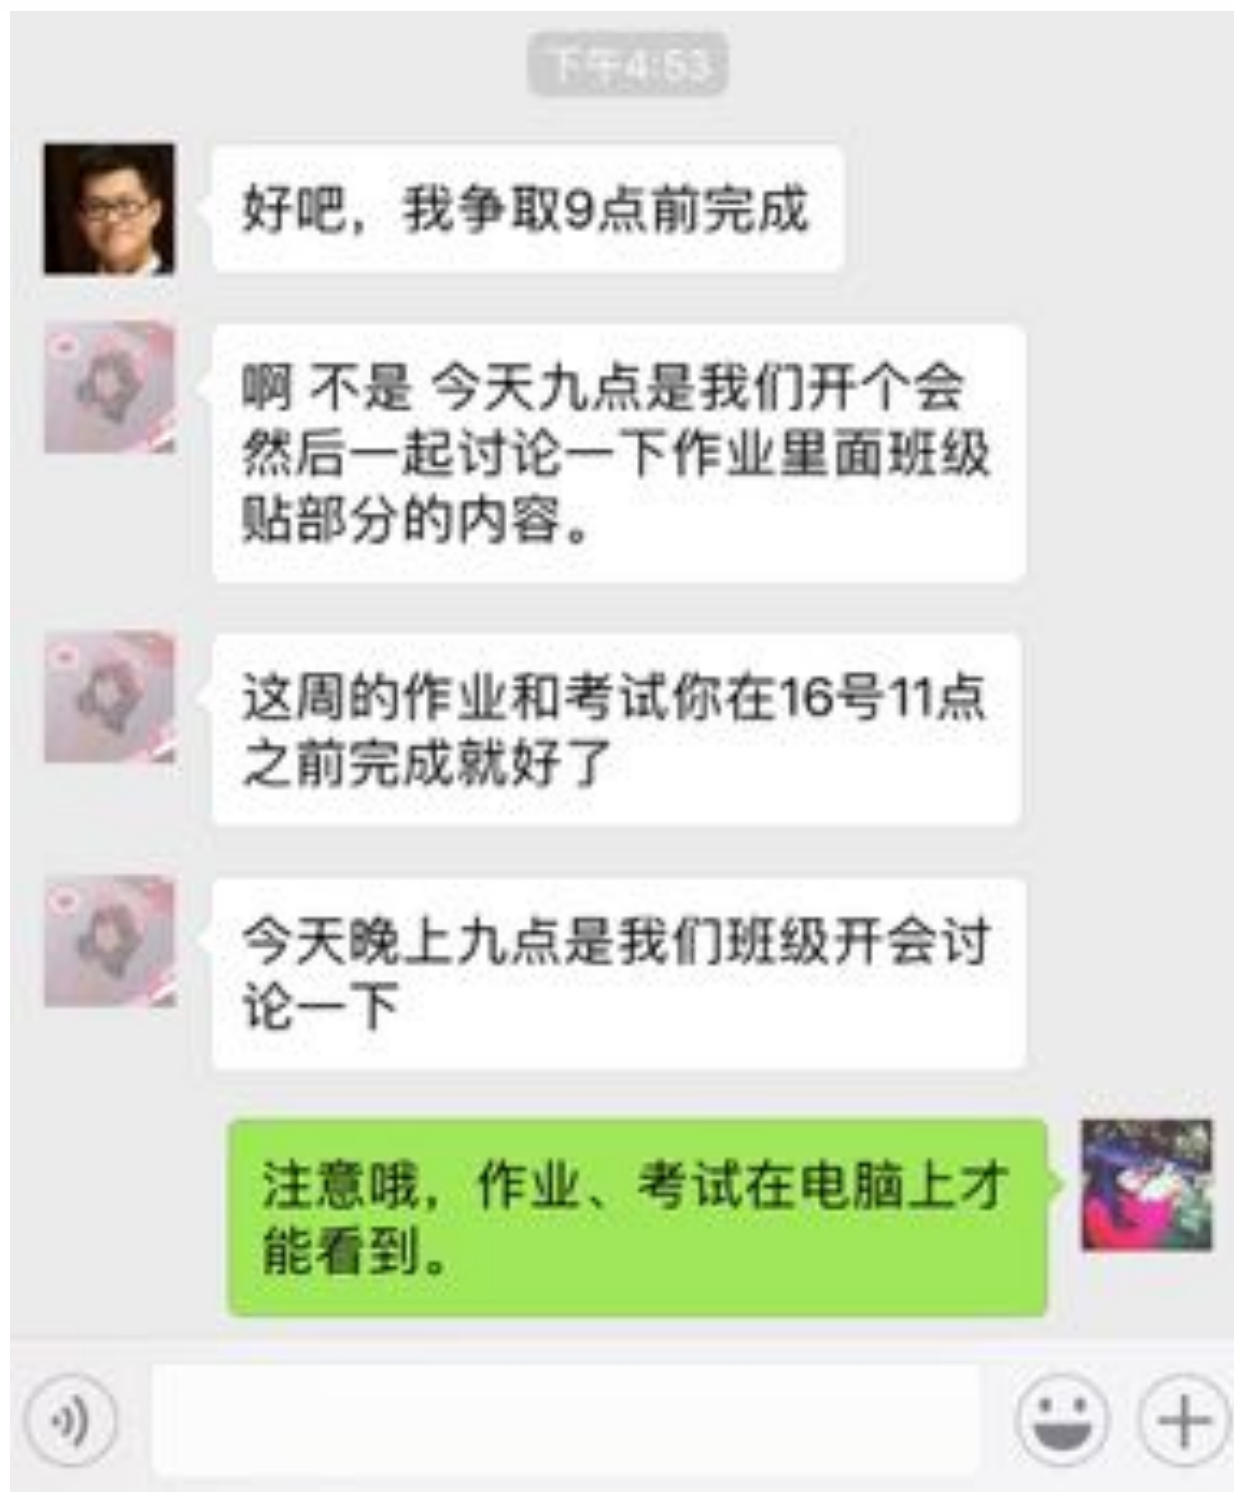 下午4:53
好吧，我争取9点前完成
啊 不是 今天九点是我们开个会
然后一起讨论一下作业里面班级
贴部分的内容。
这周的作业和考试你在16号11点
之前完成就好了
今天晚上九点是我们班级开会讨
论一下
注意哦，作业、考试在电脑上才
能看到。